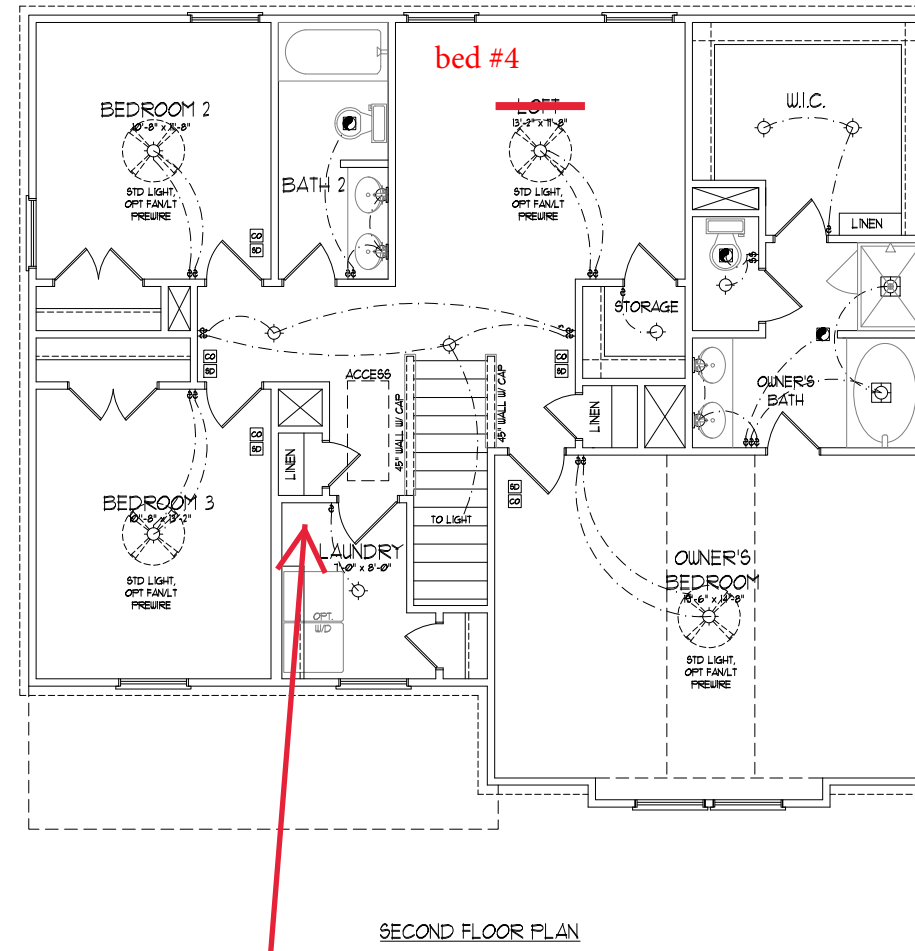 bed #4
BEDROOM 2
10'-8" x 11'-8"
STD LIGHT,
OPT FAN/LT
PREWIRE
CO
SD
BATH 2
LOFT
13'-2" x 11'-8"
STD LIGHT,
OPT FAN/LT
PREWIRE
W.I.C.
LINEN
STORAGE
CO
SD
CO
SD
ACCESS
45" WALL W/ CAP
45" WALL W/ CAP
OWNER'S
BATH
LINEN
CO
SD
LINEN
SD
CO
BEDROOM 3
10'-8" x 13'-2"
STD LIGHT,
OPT FAN/LT
PREWIRE
TO LIGHT
LAUNDRY
7'-0" x 8'-0"
OPT.
W/D
OWNER'S
BEDROOM
STD LIGHT,
OPT FAN/LT
PREWIRE
SECOND FLOOR PLAN